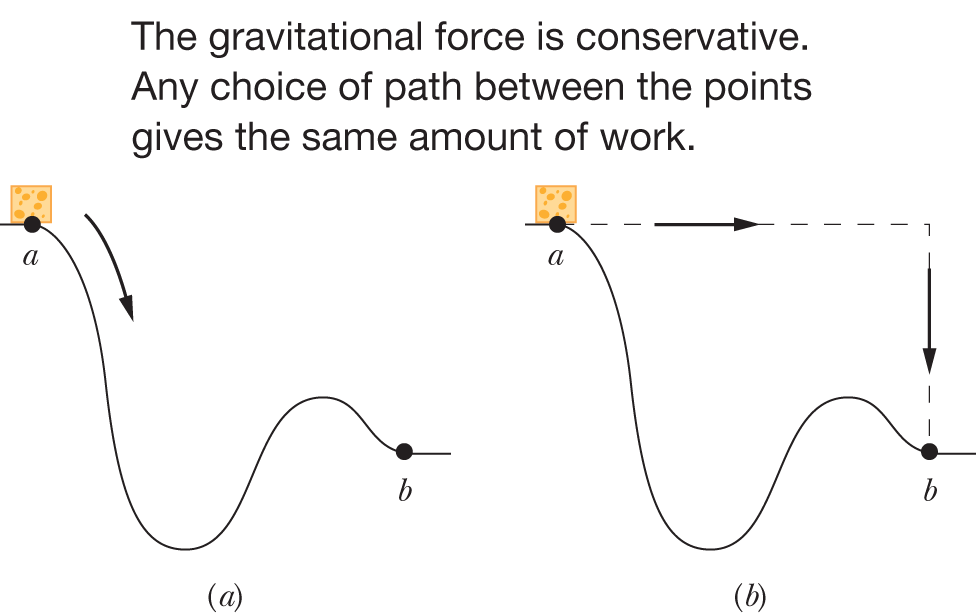 The gravitational force is conservative.
Any choice of path between the points
gives the same amount of work.
a
a
b
b
(a)
(b)